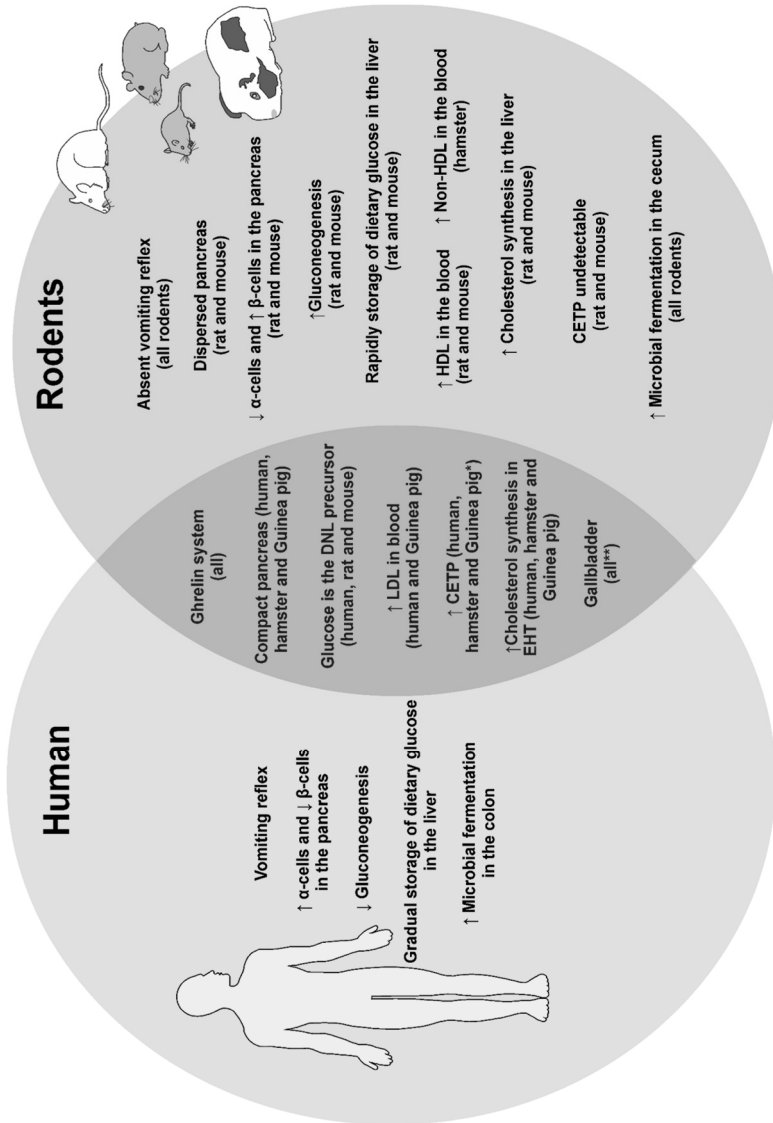 Human
Vomiting reflex
↑ α-cells and ↓ β-cells
in the pancreas
↓ Gluconeogenesis
Gradual storage of dietary glucose
in the liver
↑ Microbial fermentation
in the colon
Ghrelin system
(all)
Compact pancreas (human,
hamster and Guinea pig)
Glucose is the DNL precursor
(human, rat and mouse)
↑ LDL in blood
(human and Guinea pig)
↑ CETP (human,
hamster and Guinea pig*)
↑Cholesterol synthesis in
EHT (human, hamster and
Guinea pig)
Gallbladder
(all**)
Rodents
Absent vomiting reflex
(all rodents)
Dispersed pancreas
(rat and mouse)
↓ α-cells and ↑ β-cells in the pancreas
(rat and mouse)
↑Gluconeogenesis
(rat and mouse)
Rapidly storage of dietary glucose in the liver
(rat and mouse)
↑ HDL in the blood
(rat and mouse)
↑ Non-HDL in the blood
(hamster)
↑ Cholesterol synthesis in the liver
(rat and mouse)
CETP undetectable
(rat and mouse)
↑ Microbial fermentation in the cecum
(all rodents)